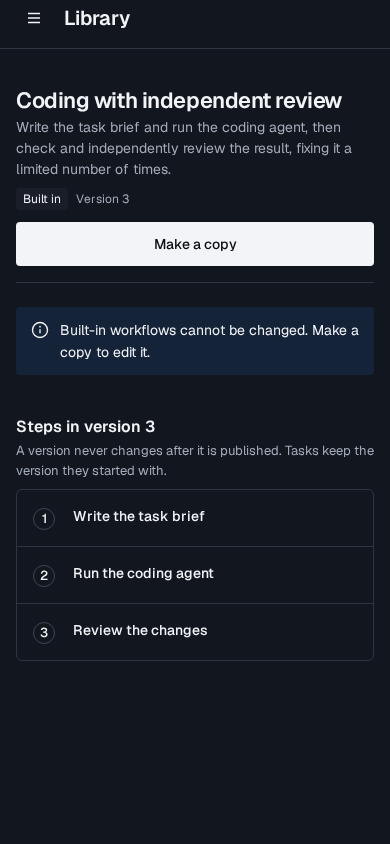 Library
Coding with independent review
Write the task brief and run the coding agent, then
check and independently review the result, fixing it a
limited number of times.
Built in Version 3
Make a copy
Built-in workflows cannot be changed. Make a
copy to edit it.
Steps in version 3
A version never changes after it is published. Tasks keep the
version they started with.
1 Write the task brief
2 Run the coding agent
3 Review the changes